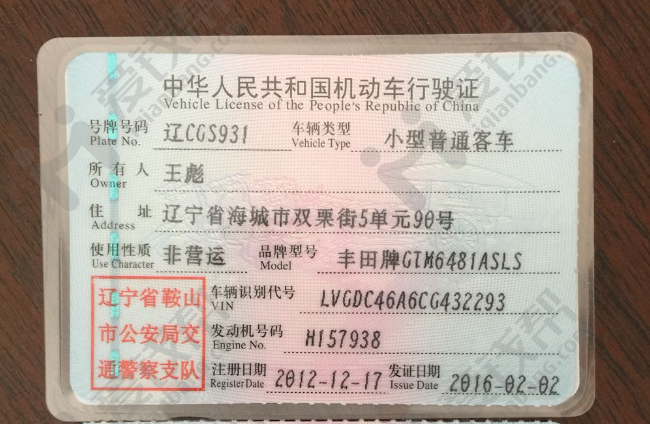 中华人民共和国机动车行驶证
Vehicle License of the People's Republic of China
号牌号码 辽CGS931 车辆类型 小型普通客车
Plate No. Vehicle Type
所有人 王彪
Owner
住址 辽宁省海城市双栗街5单元90号
Address
使用性质 非营运 品牌型号 丰田牌GTM6481ASLS
Use Character Model
辽宁省鞍山
市公安局交
通警察支队
车辆识别代号 LVGDC46A6CG432293
VIN
发动机号码 H157938
Engine No.
注册日期 2012-12-17 发证日期 2016-02-02
Register Date Issue Date
爱钱帮
aiqianbang.com